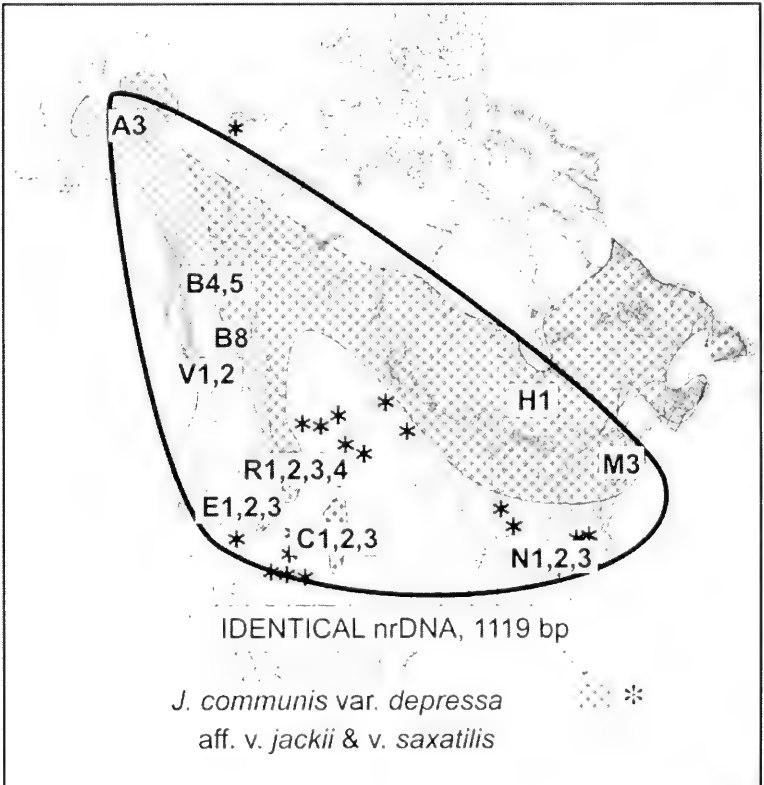 A3
B4,5
B8
V1,2
H1
M3
R1,2,3,4
E1,2,3
C1,2,3
N1,2,3
IDENTICAL nrDNA, 1119 bp
J. communis var. depressa
aff. v. jackii & v. saxatilis